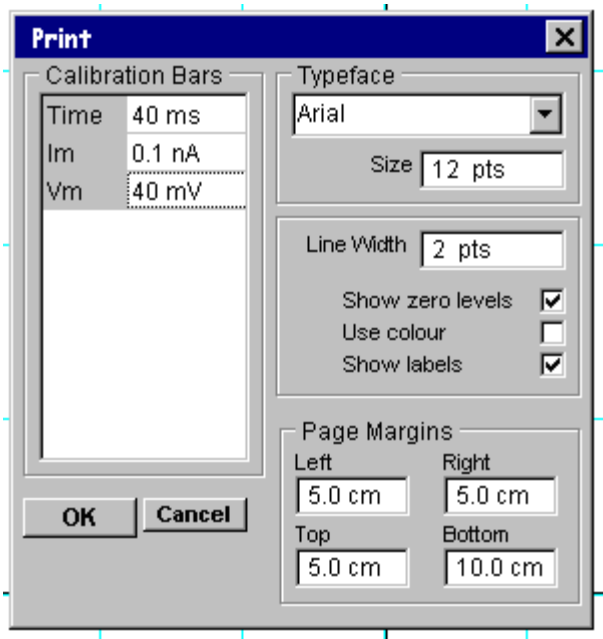 Print
Calibration Bars
Time 40 ms
Im 0.1 nA
Vm 40 mV
OK Cancel
Typeface
Arial
Size 12 pts
Line Width 2 pts
Show zero levels
Use colour
Show labels
Page Margins
Left Right
5.0 cm 5.0 cm
Top Bottom
5.0 cm 10.0 cm